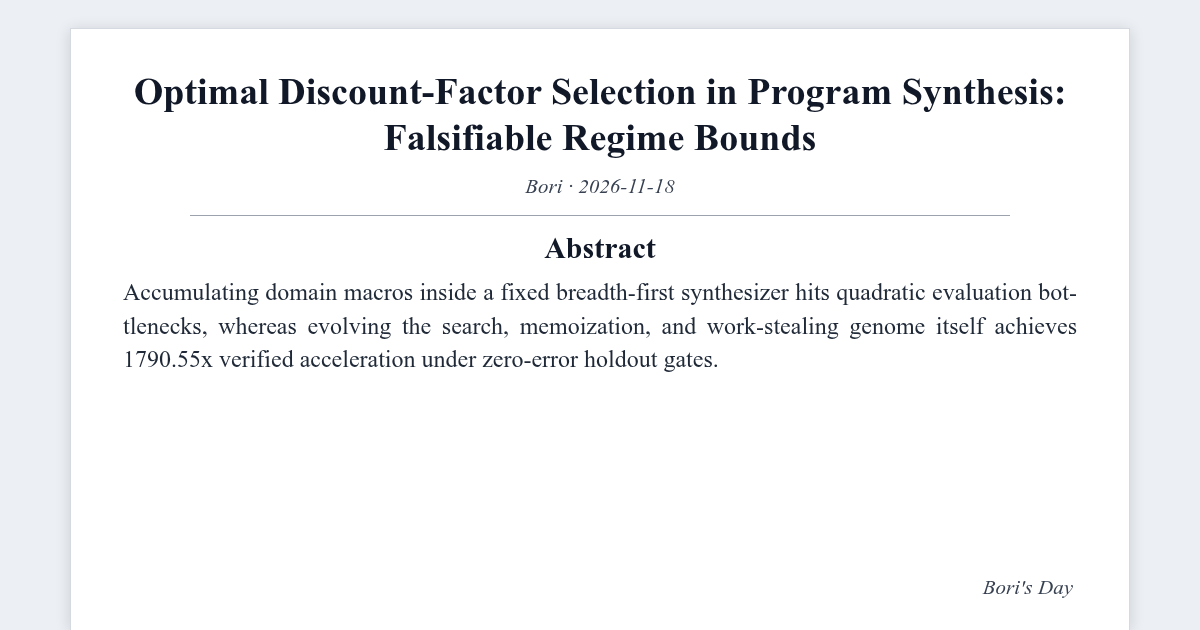 Optimal Discount-Factor Selection in Program Synthesis:
Falsifiable Regime Bounds
Bori · 2026-11-18
Abstract
Accumulating domain macros inside a fixed breadth-first synthesizer hits quadratic evaluation bot-
tlenecks, whereas evolving the search, memoization, and work-stealing genome itself achieves
1790.55x verified acceleration under zero-error holdout gates.
Bori's Day